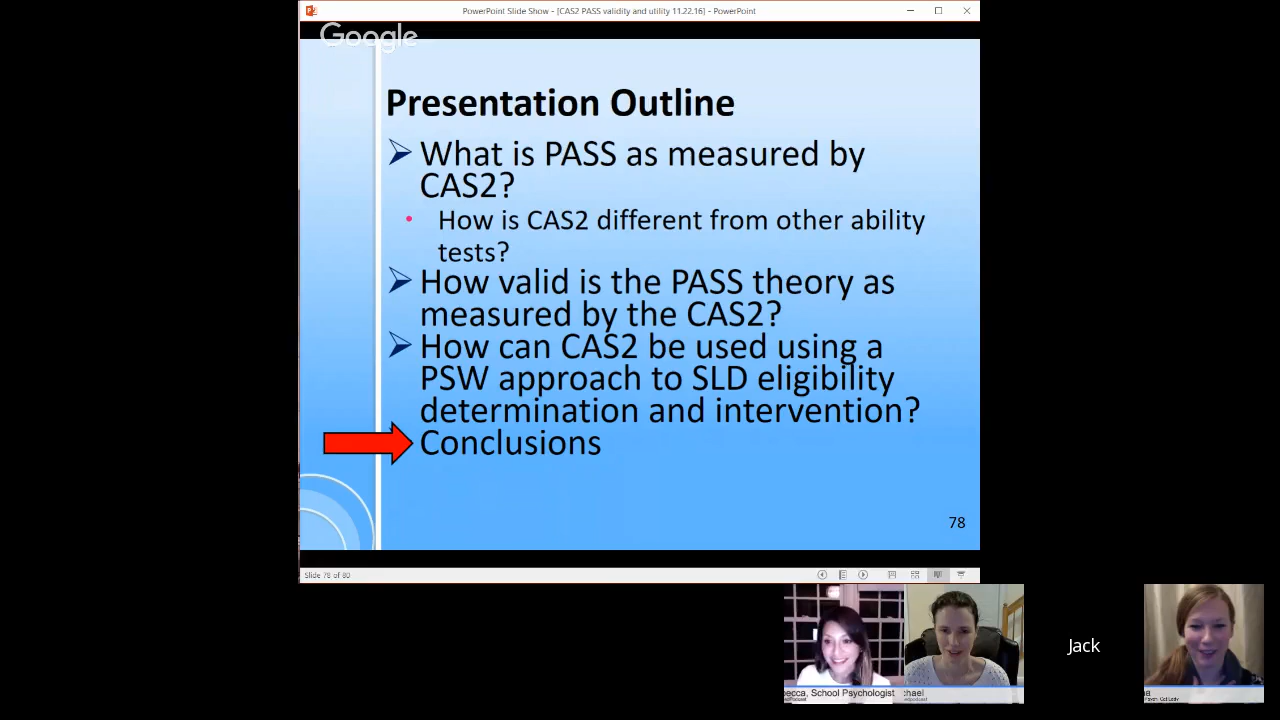 PowerPoint Slide Show - [CAS2 PASS validity and utility 11.22.16] - PowerPoint
Google
Presentation Outline
What is PASS as measured by
CAS2?
How is CAS2 different from other ability
tests?
How valid is the PASS theory as
measured by the CAS2?
How can CAS2 be used using a
PSW approach to SLD eligibility
determination and intervention?
Conclusions
78
Slide 78 of 80
Jack
becca, School Psychologist
chael
na